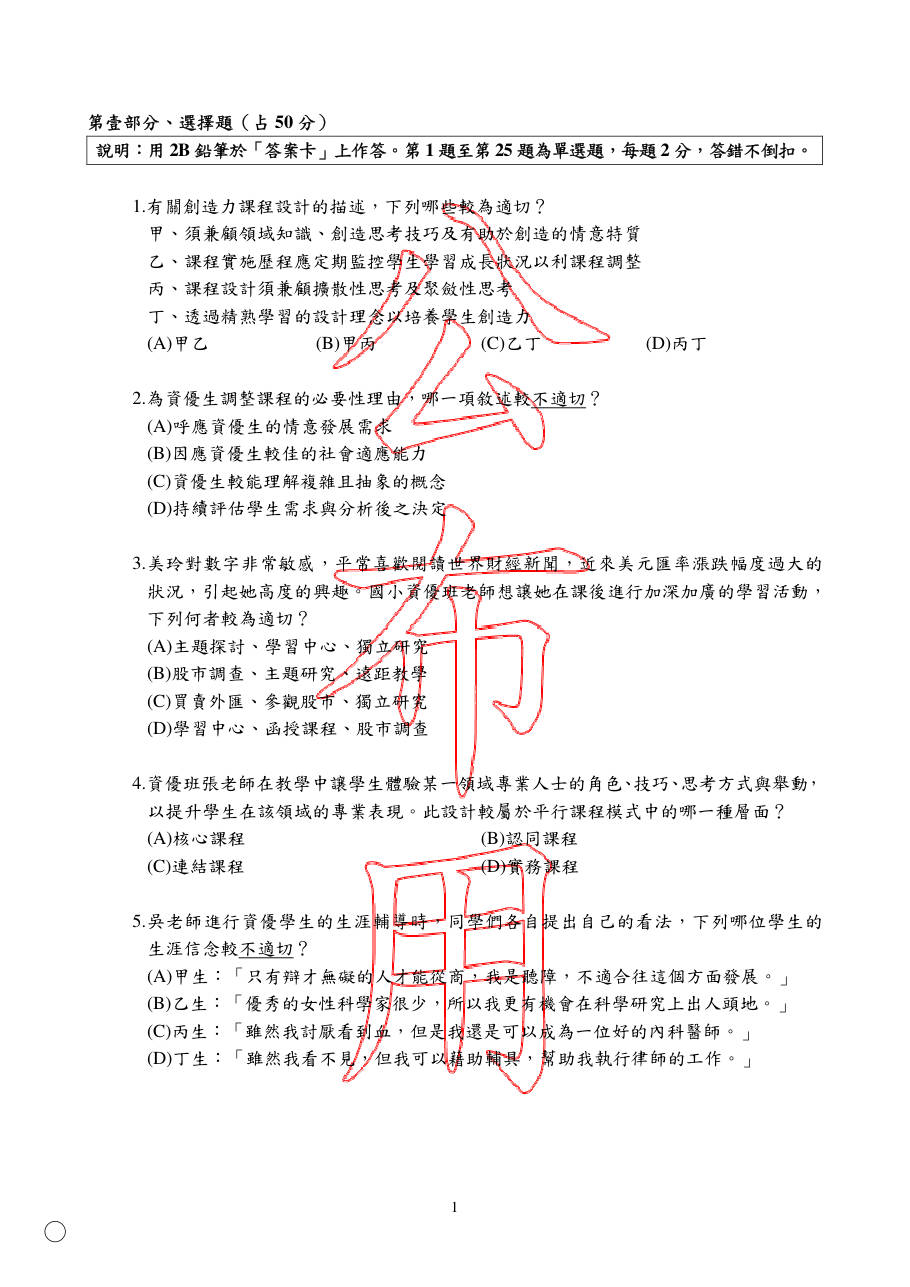 第壹部分、選擇題（占 50 分）
說明：用 2B 鉛筆於「答案卡」上作答。第 1 題至第 25 題為單選題，每題 2 分，答錯不倒扣。
1.有關創造力課程設計的描述，下列哪些較為適切？
甲、須兼顧領域知識、創造思考技巧及有助於創造的情意特質
乙、課程實施歷程應定期監控學生學習成長狀況以利課程調整
丙、課程設計須兼顧擴散性思考及聚斂性思考
丁、透過精熟學習的設計理念以培養學生創造力
(A)甲乙 (B)甲丙 (C)乙丁 (D)丙丁
2.為資優生調整課程的必要性理由，哪一項敘述較不適切？
(A)呼應資優生的情意發展需求
(B)因應資優生較佳的社會適應能力
(C)資優生較能理解複雜且抽象的概念
(D)持續評估學生需求與分析後之決定
3.美玲對數字非常敏感，平常喜歡閱讀世界財經新聞，近來美元匯率漲跌幅度過大的
狀況，引起她高度的興趣。國小資優班老師想讓她在課後進行加深加廣的學習活動，
下列何者較為適切？
(A)主題探討、學習中心、獨立研究
(B)股市調查、主題研究、遠距教學
(C)買賣外匯、參觀股市、獨立研究
(D)學習中心、函授課程、股市調查
4.資優班張老師在教學中讓學生體驗某一領域專業人士的角色、技巧、思考方式與舉動，
以提升學生在該領域的專業表現。此設計較屬於平行課程模式中的哪一種層面？
(A)核心課程 (B)認同課程
(C)連結課程 (D)實務課程
5.吳老師進行資優學生的生涯輔導時，同學們各自提出自己的看法，下列哪位學生的
生涯信念較不適切？
(A)甲生：「只有辯才無礙的人才能從商，我是聽障，不適合往這個方面發展。」
(B)乙生：「優秀的女性科學家很少，所以我更有機會在科學研究上出人頭地。」
(C)丙生：「雖然我討厭看到血，但是我還是可以成為一位好的內科醫師。」
(D)丁生：「雖然我看不見，但我可以藉助輔具，幫助我執行律師的工作。」
公布用
1